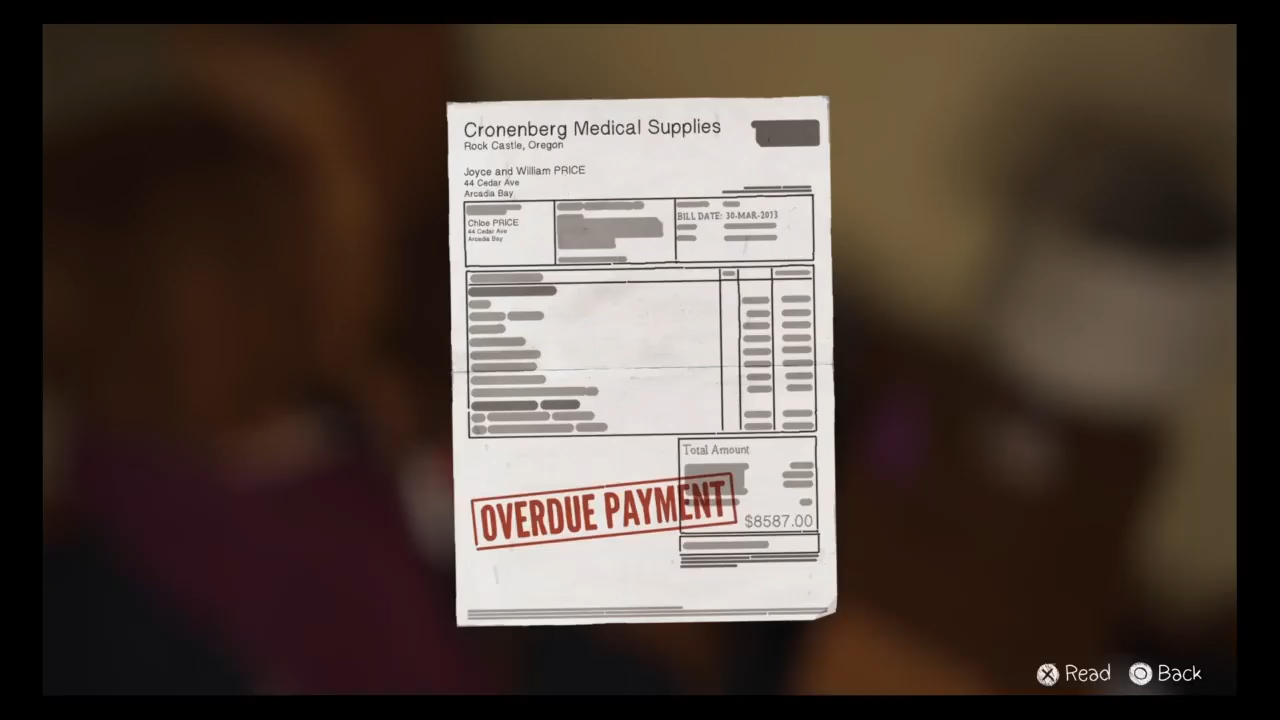 Cronenberg Medical Supplies
Rock Castle, Oregon
Joyce and William PRICE
44 Cedar Ave
Arcadia Bay
Chloe PRICE
44 Cedar Ave
Arcadia Bay
BILL DATE: 30-MAR-2013
Total Amount
OVERDUE PAYMENT
$8587.00
Read
Back